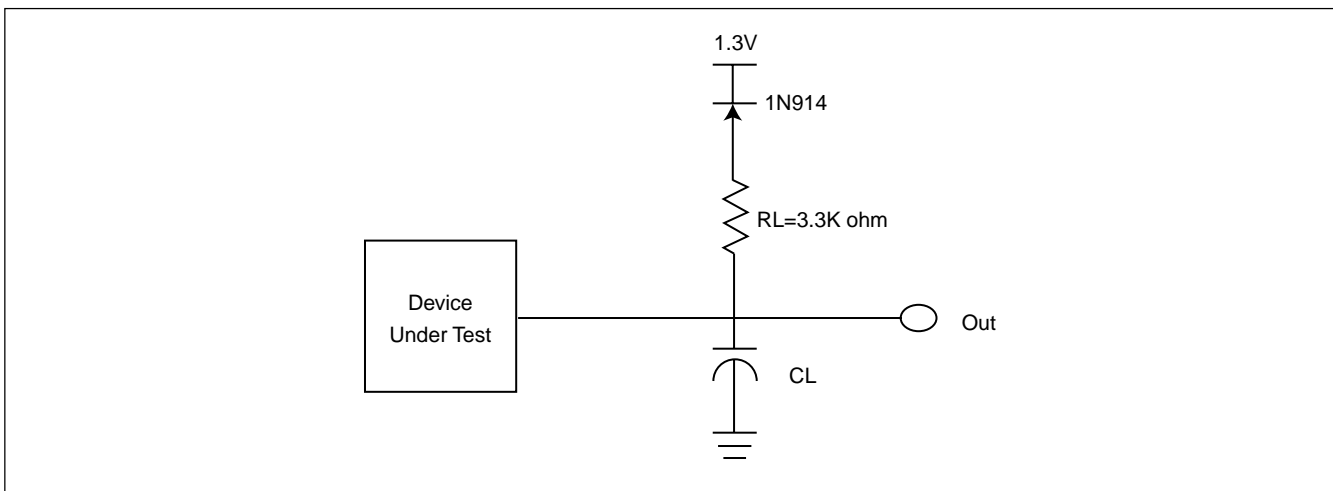 1.3V
1N914
RL=3.3K ohm
Device
Under Test
Out
CL